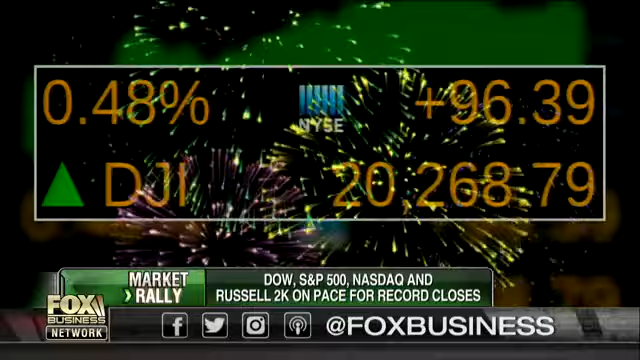 0.48%
NYSE
+96.39
DJI
20,268.79
MARKET
RALLY
DOW, S&P 500, NASDAQ AND
RUSSELL 2K ON PACE FOR RECORD CLOSES
FOX
BUSINESS
NETWORK
@FOXBUSINESS